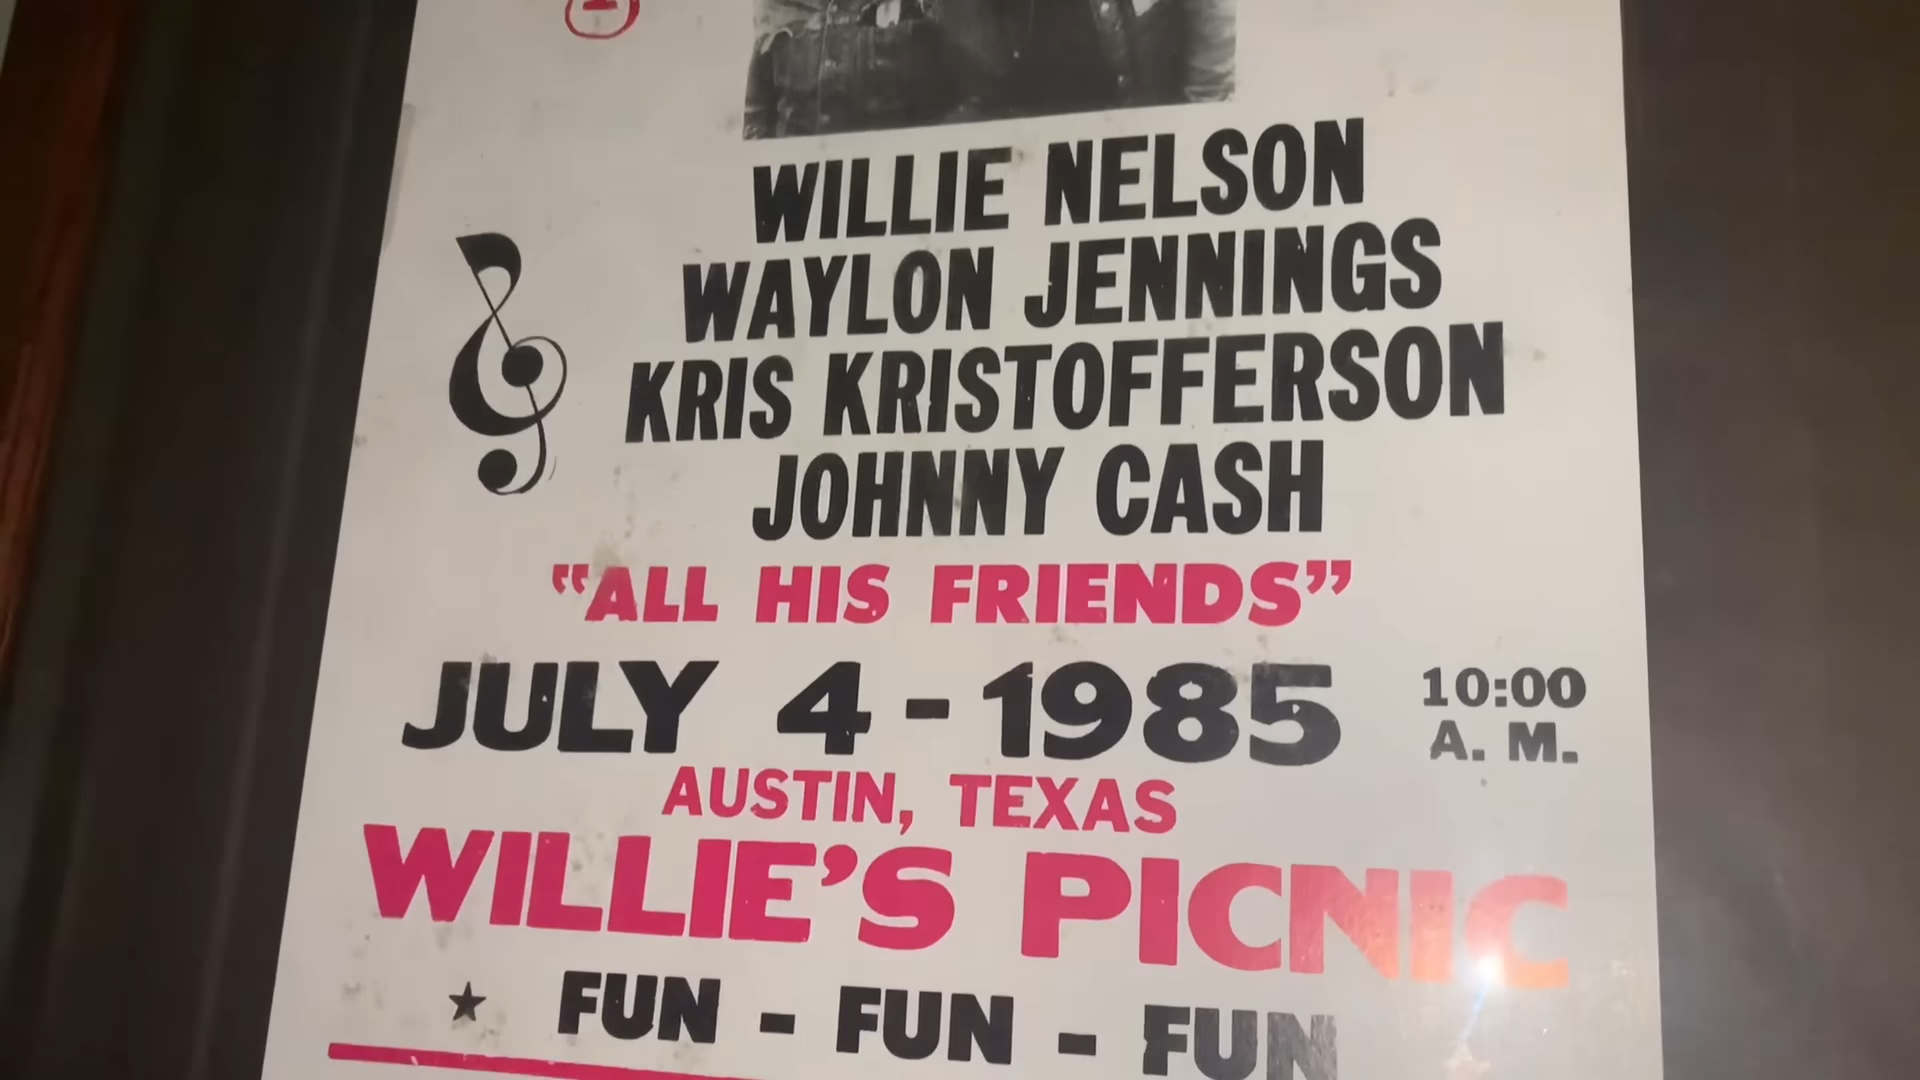 WILLIE NELSON
WAYLON JENNINGS
KRIS KRISTOFFERSON
JOHNNY CASH
"ALL HIS FRIENDS"
JULY 4 - 1985 10:00 A. M.
AUSTIN, TEXAS
WILLIE'S PICNIC
★ FUN - FUN - FUN